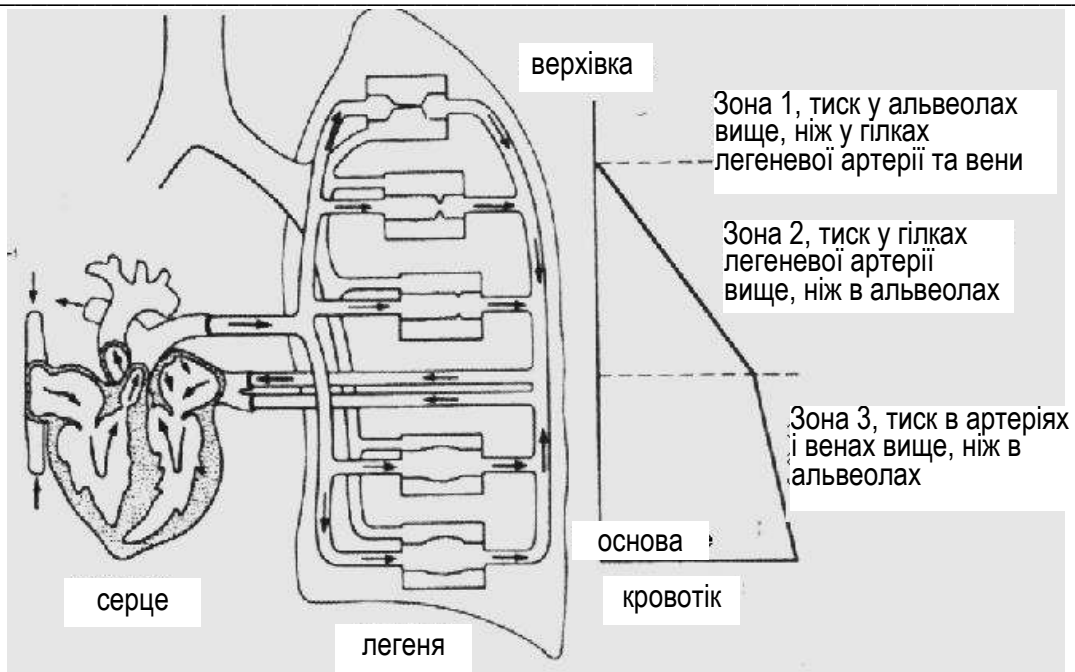 верхівка
Зона 1, тиск у альвеолах
вище, ніж у гілках
легеневої артерії та вени
Зона 2, тиск у гілках
легеневої артерії
вище, ніж в альвеолах
Зона 3, тиск в артеріях
і венах вище, ніж в
альвеолах
основа
серце
кровотік
легеня